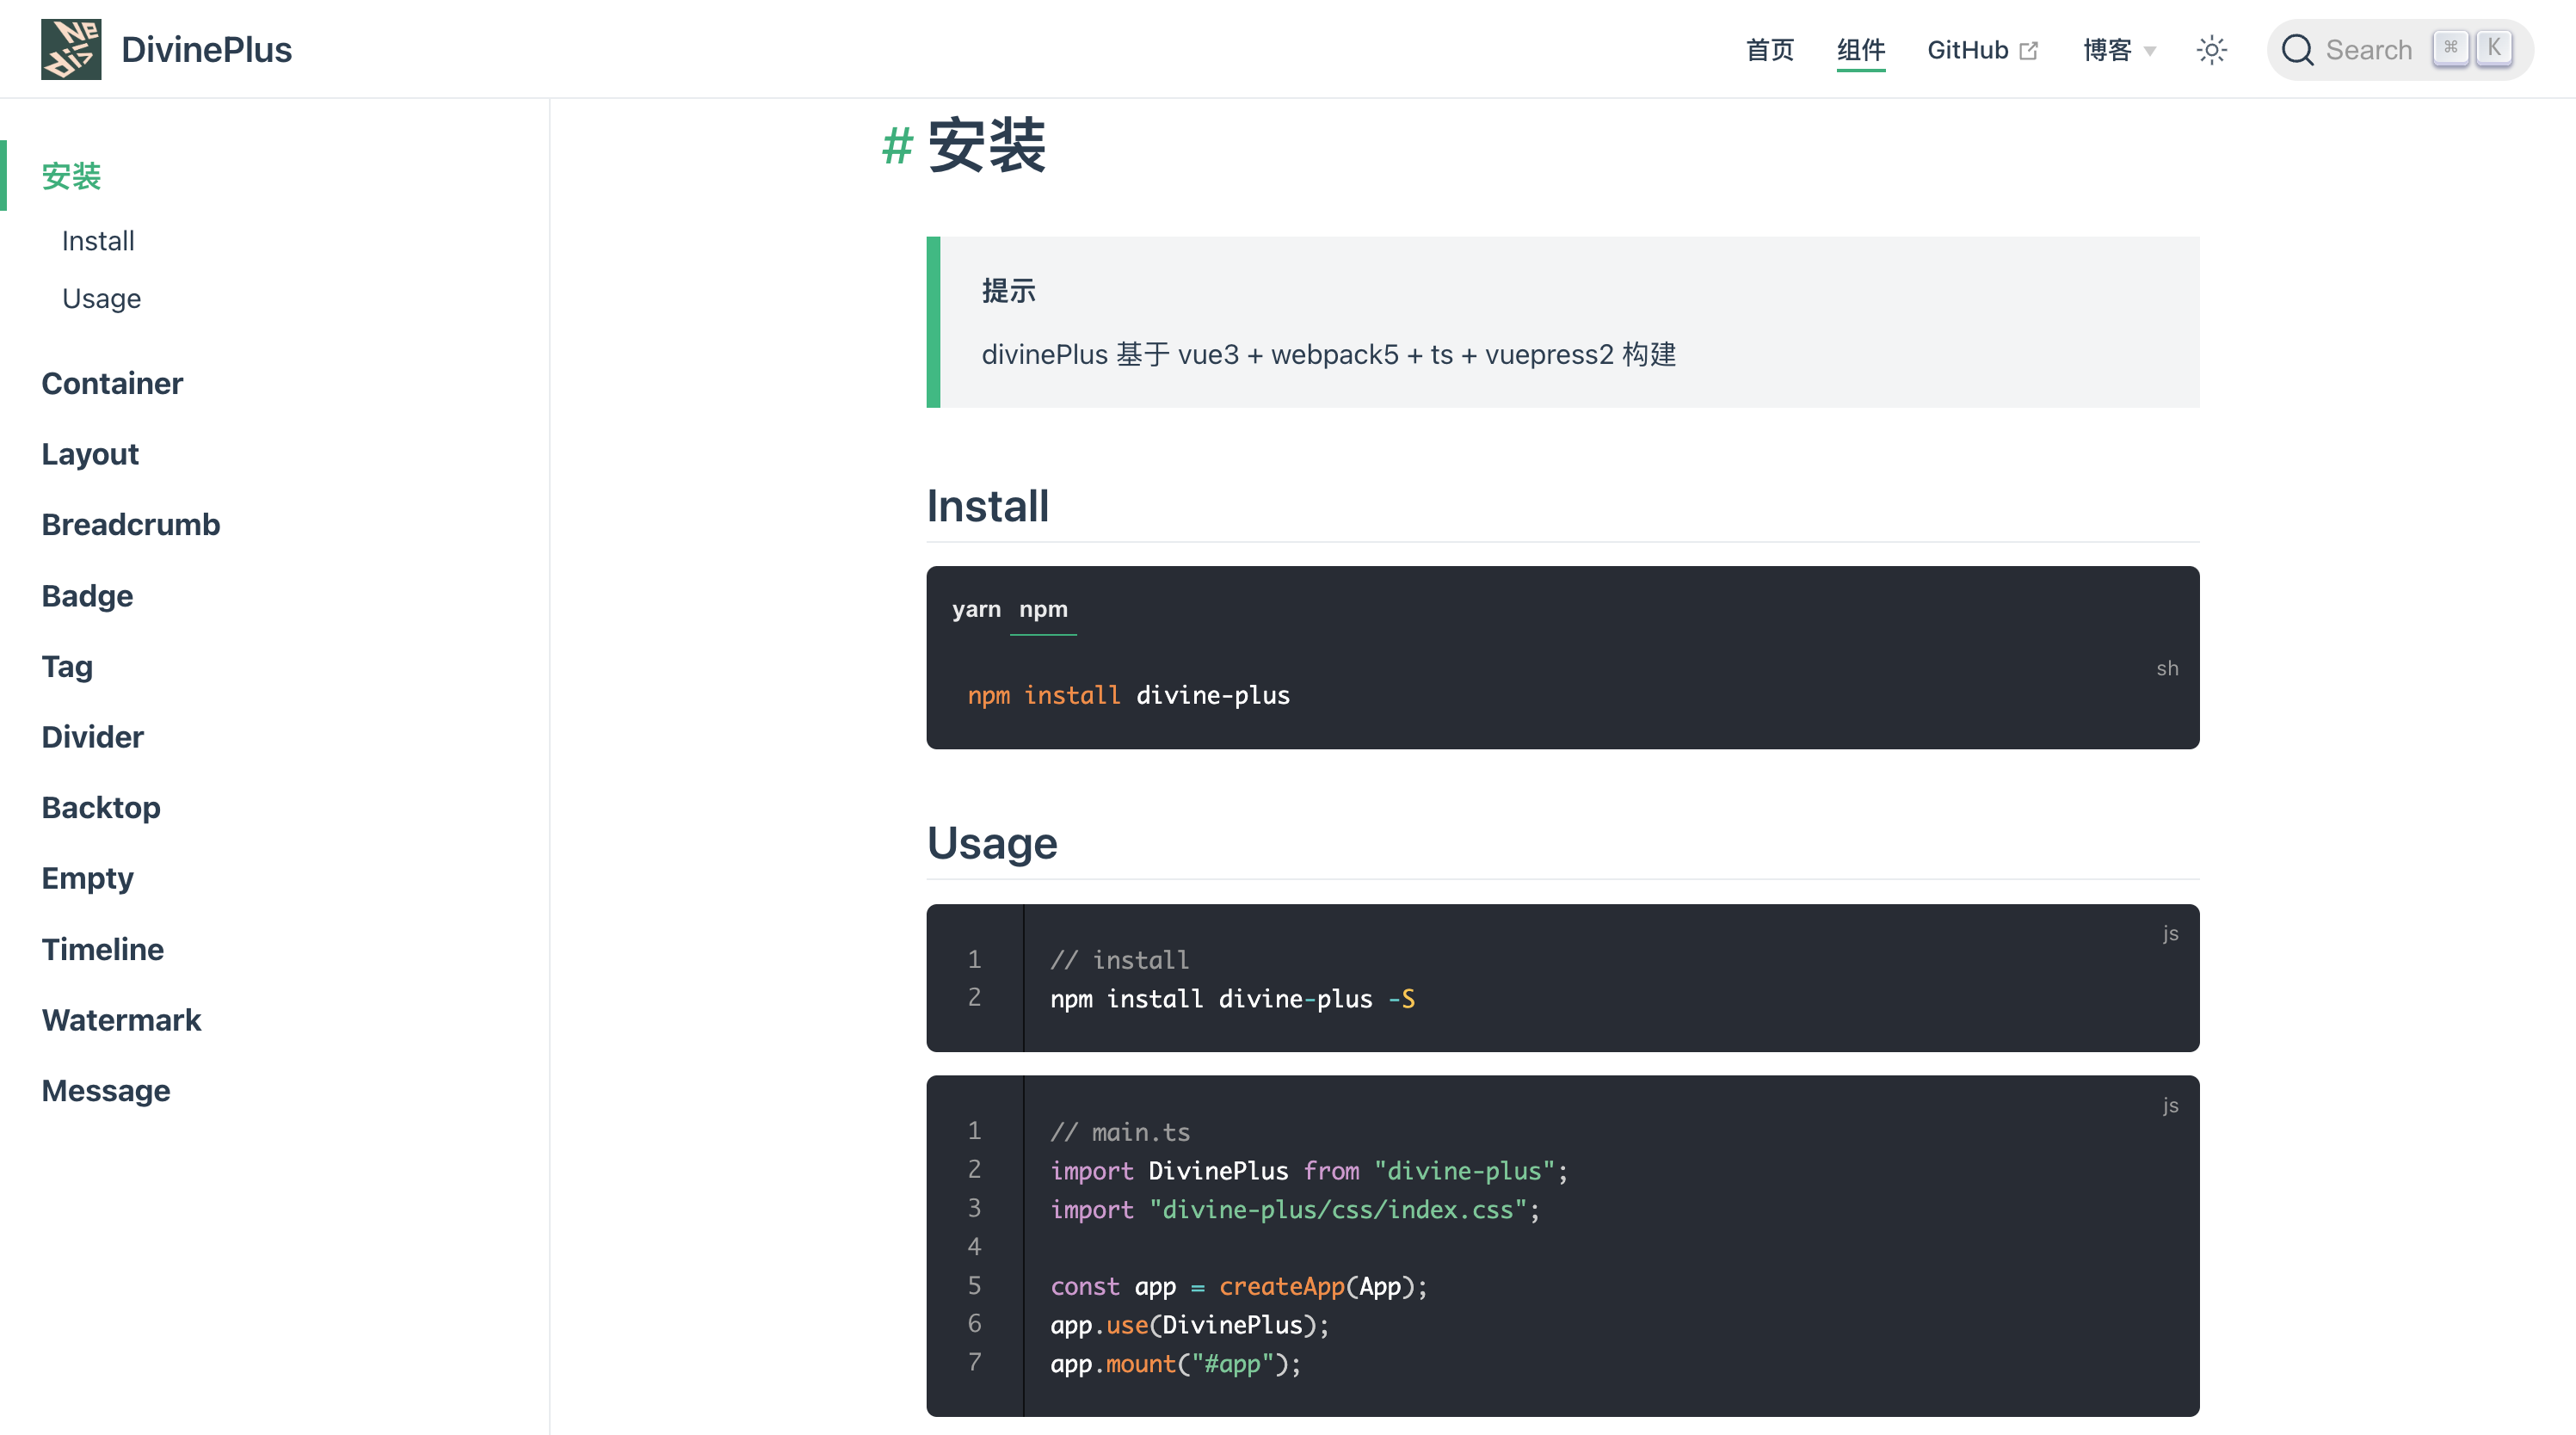 DivinePlus
首页 组件 GitHub 博客 Search ⌘ K
安装
Install
Usage
Container
Layout
Breadcrumb
Badge
Tag
Divider
Backtop
Empty
Timeline
Watermark
Message
# 安装
提示
divinePlus 基于 vue3 + webpack5 + ts + vuepress2 构建
Install
yarn npm
sh
npm install divine-plus
Usage
js
1 // install
2 npm install divine-plus -S
js
1 // main.ts
2 import DivinePlus from "divine-plus";
3 import "divine-plus/css/index.css";
4
5 const app = createApp(App);
6 app.use(DivinePlus);
7 app.mount("#app");